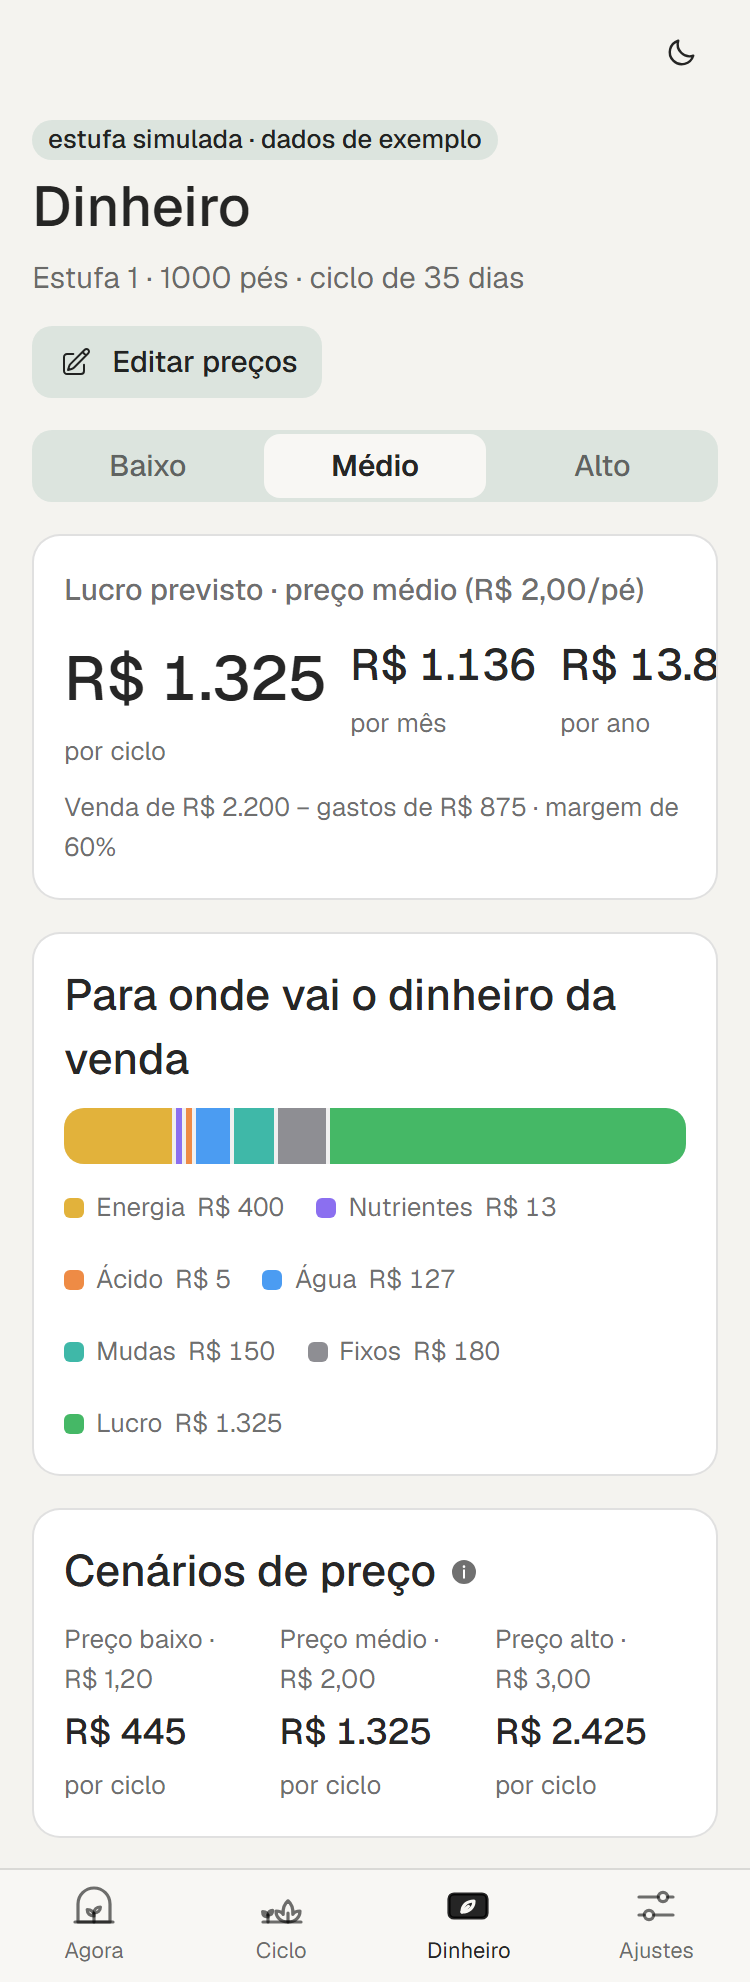 estufa simulada · dados de exemplo
Dinheiro
Estufa 1 · 1000 pés · ciclo de 35 dias
Editar preços
Baixo Médio Alto
Lucro previsto · preço médio (R$ 2,00/pé)
R$ 1.325 R$ 1.136 R$ 13.8
por ciclo por mês por ano
Venda de R$ 2.200 – gastos de R$ 875 · margem de
60%
Para onde vai o dinheiro da
venda
Energia R$ 400 Nutrientes R$ 13
Ácido R$ 5 Água R$ 127
Mudas R$ 150 Fixos R$ 180
Lucro R$ 1.325
Cenários de preço
Preço baixo · Preço médio · Preço alto ·
R$ 1,20 R$ 2,00 R$ 3,00
R$ 445 R$ 1.325 R$ 2.425
por ciclo por ciclo por ciclo
Agora Ciclo Dinheiro Ajustes